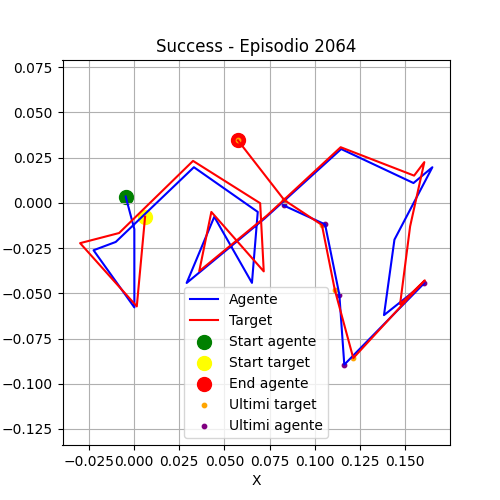 Success - Episodio 2064
0.075
0.050
0.025
0.000
−0.025
−0.050
−0.075
−0.100
−0.125
Agente
Target
Start agente
Start target
End agente
Ultimi target
Ultimi agente
−0.025 0.000 0.025 0.050 0.075 0.100 0.125 0.150
X